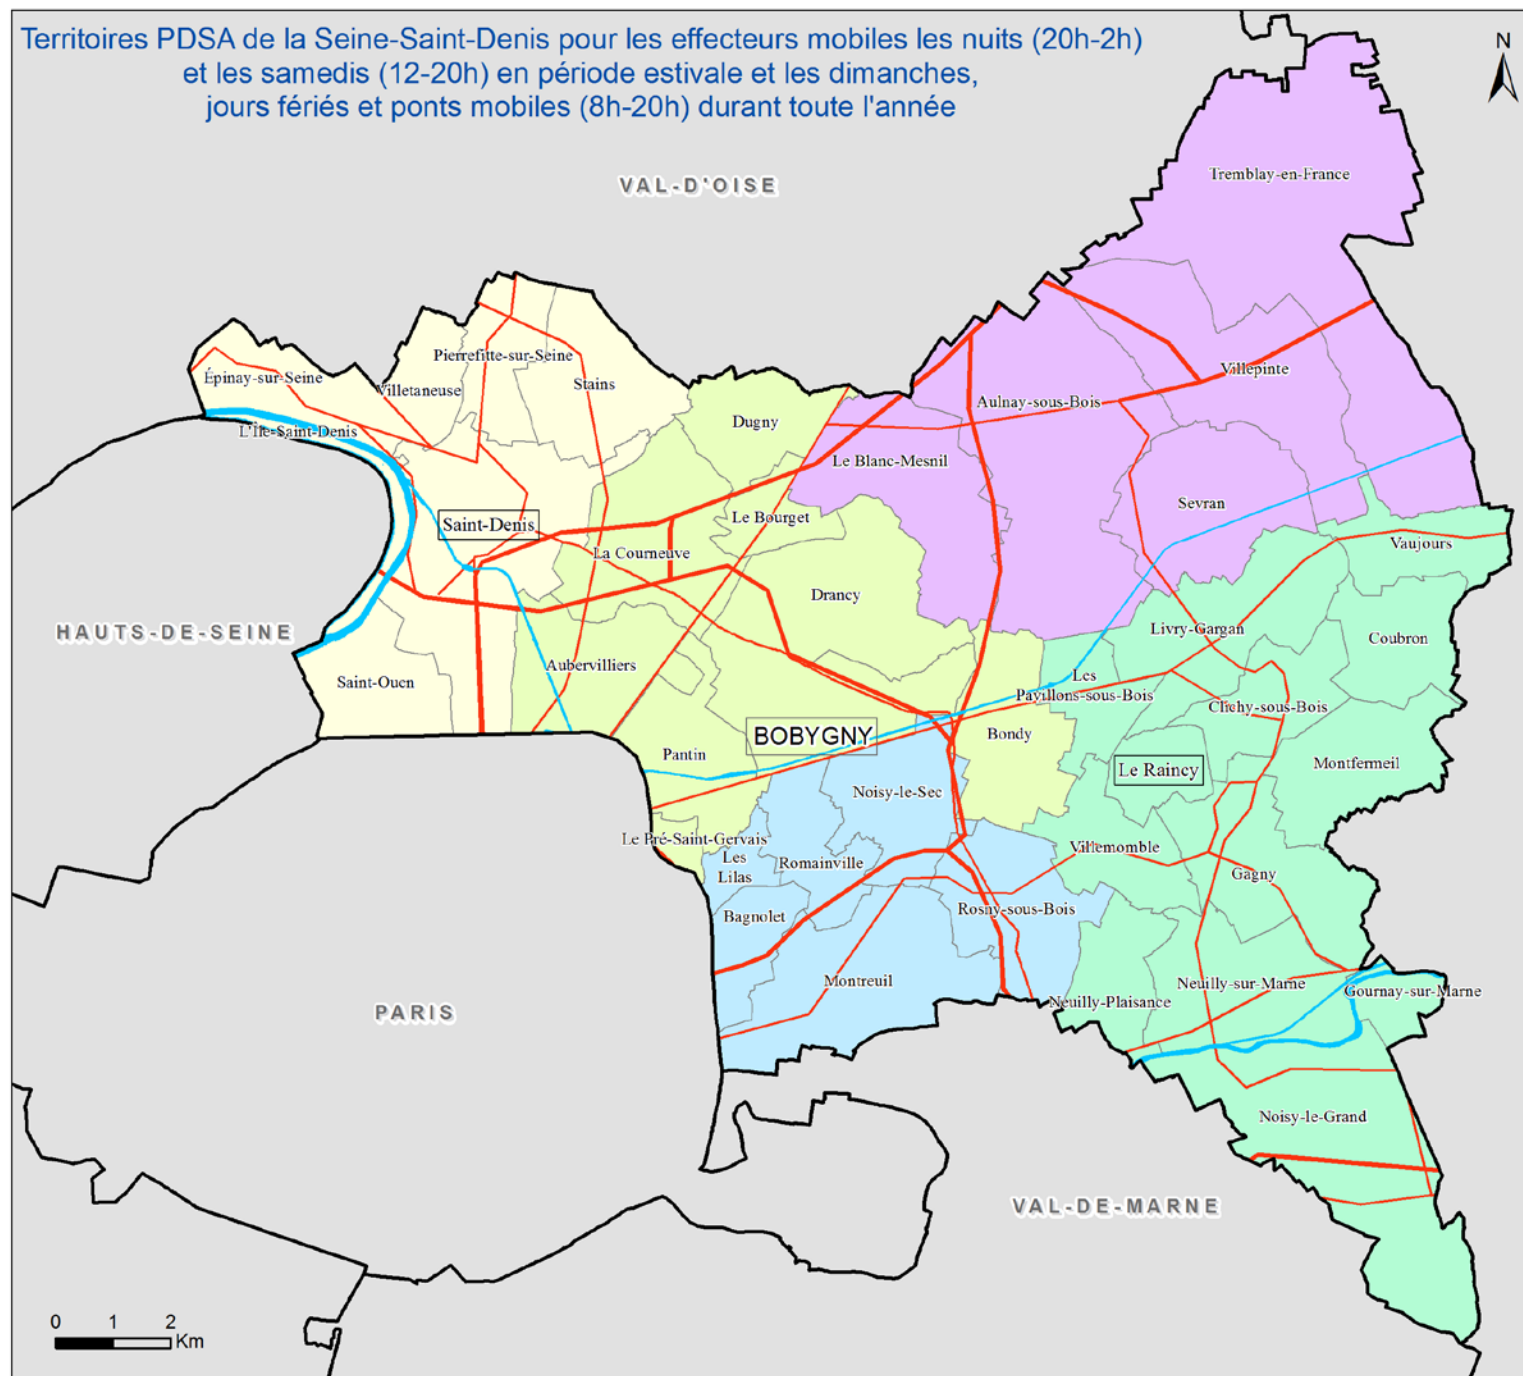 Territoires PDSA de la Seine-Saint-Denis pour les effecteurs mobiles les nuits (20h-2h)
et les samedis (12-20h) en période estivale et les dimanches,
jours fériés et ponts mobiles (8h-20h) durant toute l'année
N
Tremblay-en-France
VAL-D'OISE
Pierrefitte-sur-Seine
Villepinte
Épinay-sur-Seine
Villetaneuse
Stains
Aulnay-sous-Bois
Dugny
L'Île-Saint-Denis
Le Blanc-Mesnil
Sevran
Le Bourget
Saint-Denis
Vaujours
La Courneuve
Drancy
HAUTS-DE-SEINE
Livry-Gargan
Coubron
Aubervilliers
Les
Pavillons-sous-Bois
Saint-Ouen
Clichy-sous-Bois
BOBYGNY
Bondy
Pantin
Montfermeil
Le Raincy
Noisy-le-Sec
Le Pré-Saint-Gervais
Villemomble
Les
Lilas
Romainville
Gagny
Bagnolet
Rosny-sous-Bois
Montreuil
Neuilly-sur-Marne
Gournay-sur-Marne
Neuilly-Plaisance
PARIS
Noisy-le-Grand
VAL-DE-MARNE
0 1 2
Km